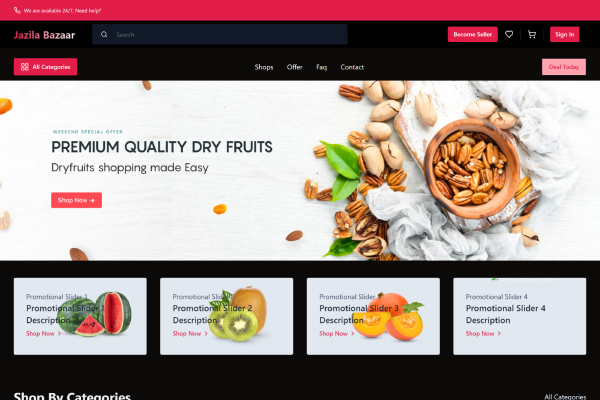 We are available 24/7, Need help?
Jazila Bazaar
Search
Become Seller
Sign In
All Categories
Shops
Offer
Faq
Contact
Deal Today
WEEKEND SPECIAL OFFER
PREMIUM QUALITY DRY FRUITS
Dryfruits shopping made Easy
Shop Now →
Promotional Slider 1
Promotional Slider 1
Description
Shop Now >
Promotional Slider 2
Promotional Slider 2
Description
Shop Now >
Promotional Slider 3
Promotional Slider 3
Description
Shop Now >
Promotional Slider 4
Promotional Slider 4
Description
Shop Now >
Shop By Categories
All Categories